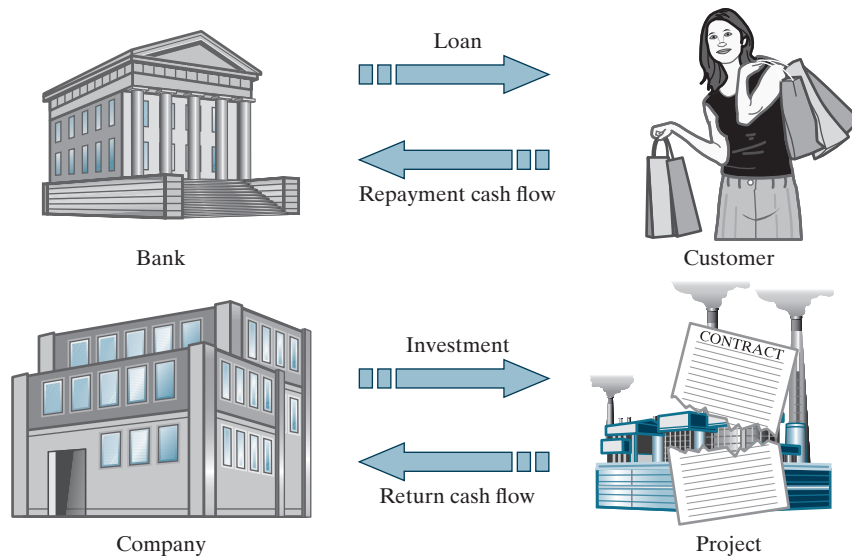 Loan
Repayment cash flow
Bank
Customer
Investment
CONTRACT
Return cash flow
Company
Project